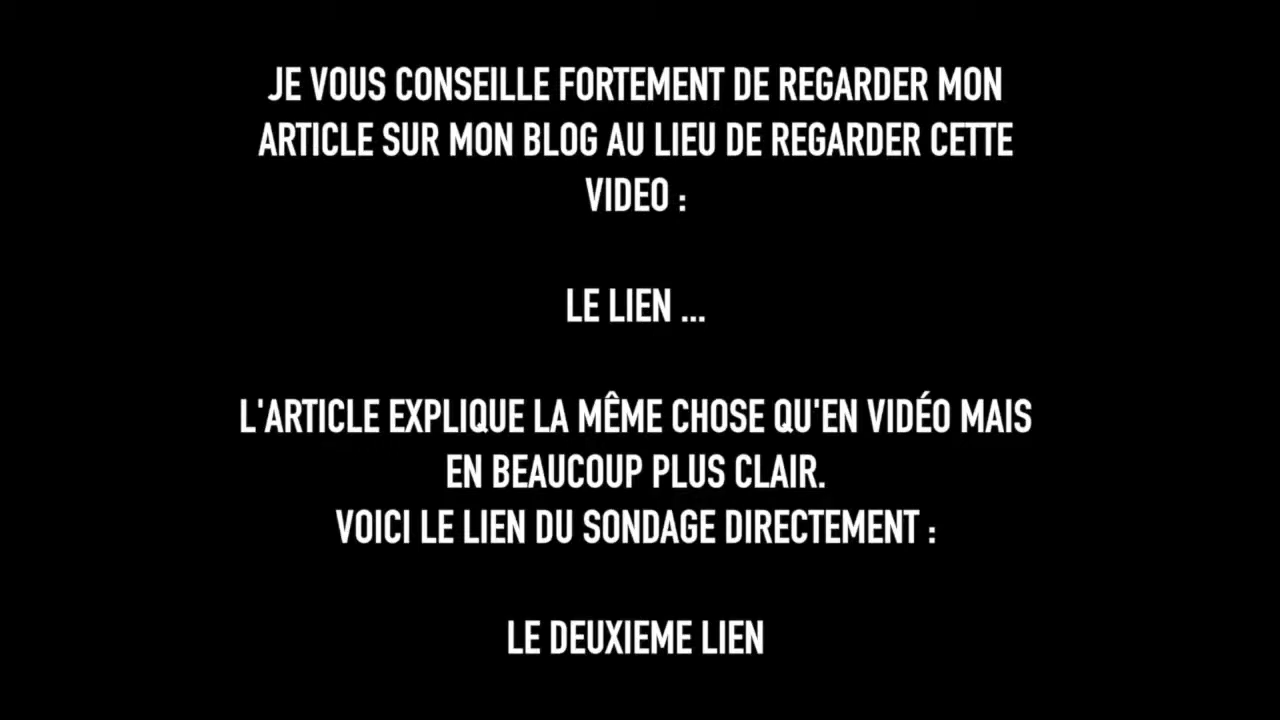 JE VOUS CONSEILLE FORTEMENT DE REGARDER MON
ARTICLE SUR MON BLOG AU LIEU DE REGARDER CETTE
VIDEO :
LE LIEN ...
L'ARTICLE EXPLIQUE LA MÊME CHOSE QU'EN VIDÉO MAIS
EN BEAUCOUP PLUS CLAIR.
VOICI LE LIEN DU SONDAGE DIRECTEMENT :
LE DEUXIEME LIEN